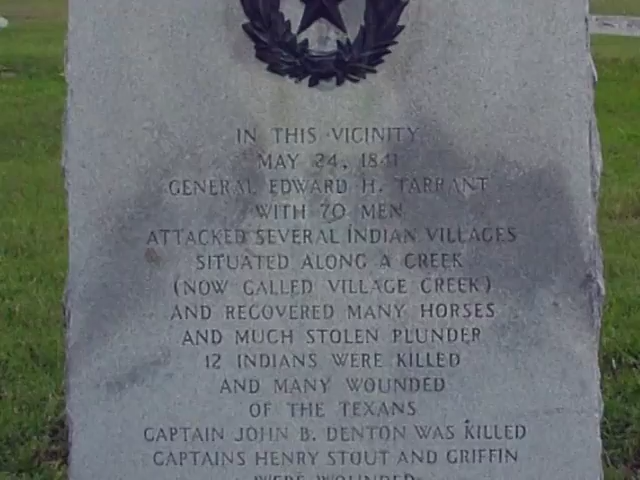 IN THIS VICINITY
MAY 24, 1841
GENERAL EDWARD H. TARRANT
WITH 70 MEN
ATTACKED SEVERAL INDIAN VILLAGES
SITUATED ALONG A CREEK
(NOW CALLED VILLAGE CREEK)
AND RECOVERED MANY HORSES
AND MUCH STOLEN PLUNDER
12 INDIANS WERE KILLED
AND MANY WOUNDED
OF THE TEXANS
CAPTAIN JOHN B. DENTON WAS KILLED
CAPTAINS HENRY STOUT AND GRIFFIN
WERE WOUNDED